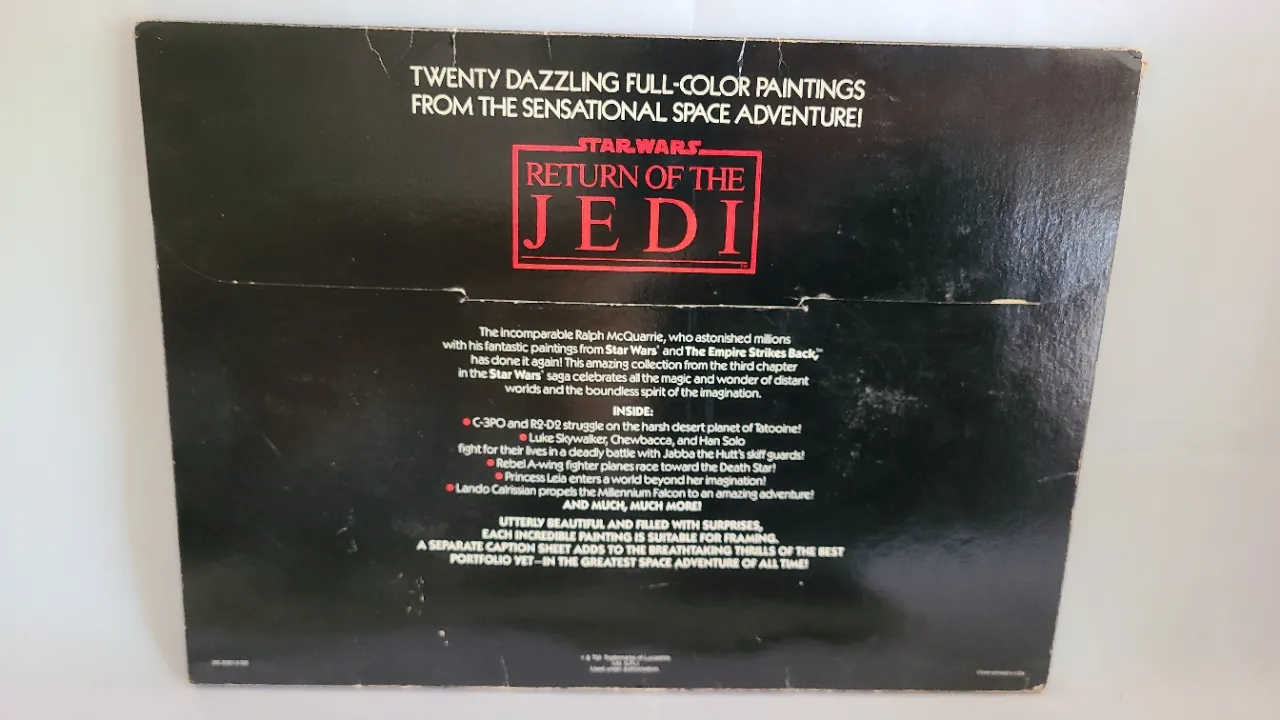 TWENTY DAZZLING FULL-COLOR PAINTINGS
FROM THE SENSATIONAL SPACE ADVENTURE!
STAR WARS
RETURN OF THE
JEDI
The incomparable Ralph McQuarrie, who astonished millions
with his fantastic paintings from Star Wars® and The Empire Strikes Back,™
has done it again! This amazing collection from the third chapter
in the Star Wars® saga celebrates all the magic and wonder of distant
worlds and the boundless spirit of the imagination.
INSIDE:
• C-3PO and R2-D2 struggle on the harsh desert planet of Tatooine!
• Luke Skywalker, Chewbacca, and Han Solo
fight for their lives in a deadly battle with Jabba the Hutt's skiff guards!
• Rebel A-wing fighter planes race toward the Death Star!
• Princess Leia enters a world beyond her imagination!
• Lando Calrissian propels the Millennium Falcon to an amazing adventure!
AND MUCH, MUCH MORE!
UTTERLY BEAUTIFUL AND FILLED WITH SURPRISES,
EACH INCREDIBLE PAINTING IS SUITABLE FOR FRAMING.
A SEPARATE CAPTION SHEET ADDS TO THE BREATHTAKING THRILLS OF THE BEST
PORTFOLIO YET—IN THE GREATEST SPACE ADVENTURE OF ALL TIME!
TM Trademarks of Lucasfilm
Used under authorization.